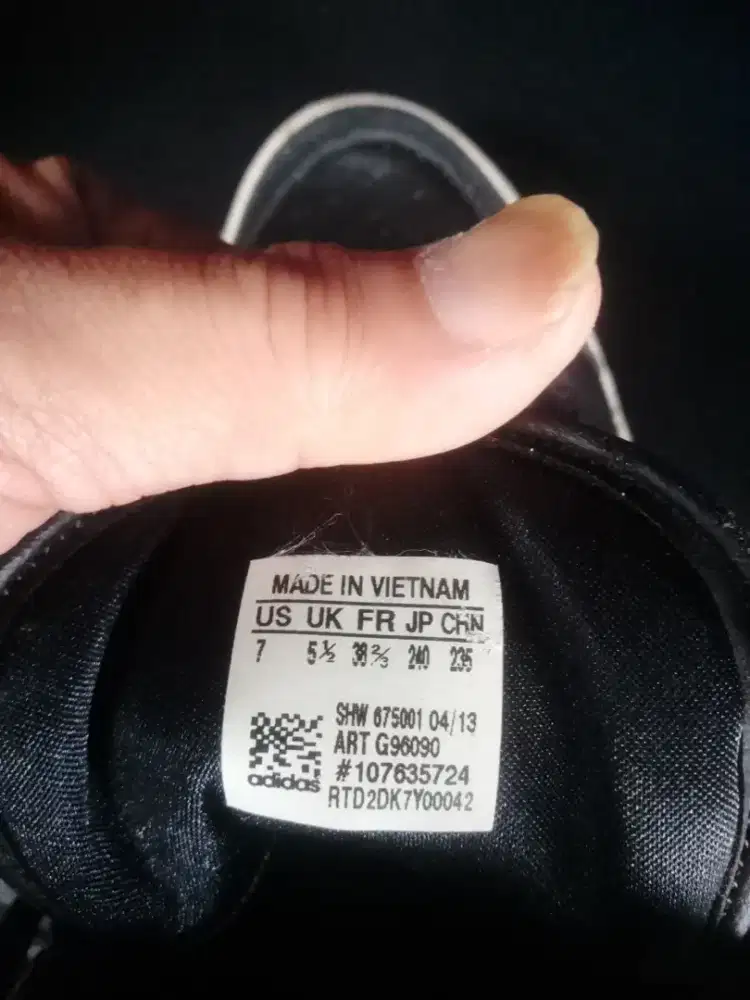 MADE IN VIETNAM
US UK FR JP CHN
7 5½ 38⅔ 240 235
SHW 675001 04/13
ART G96090
#107635724
adidas
RTD2DK7Y00042